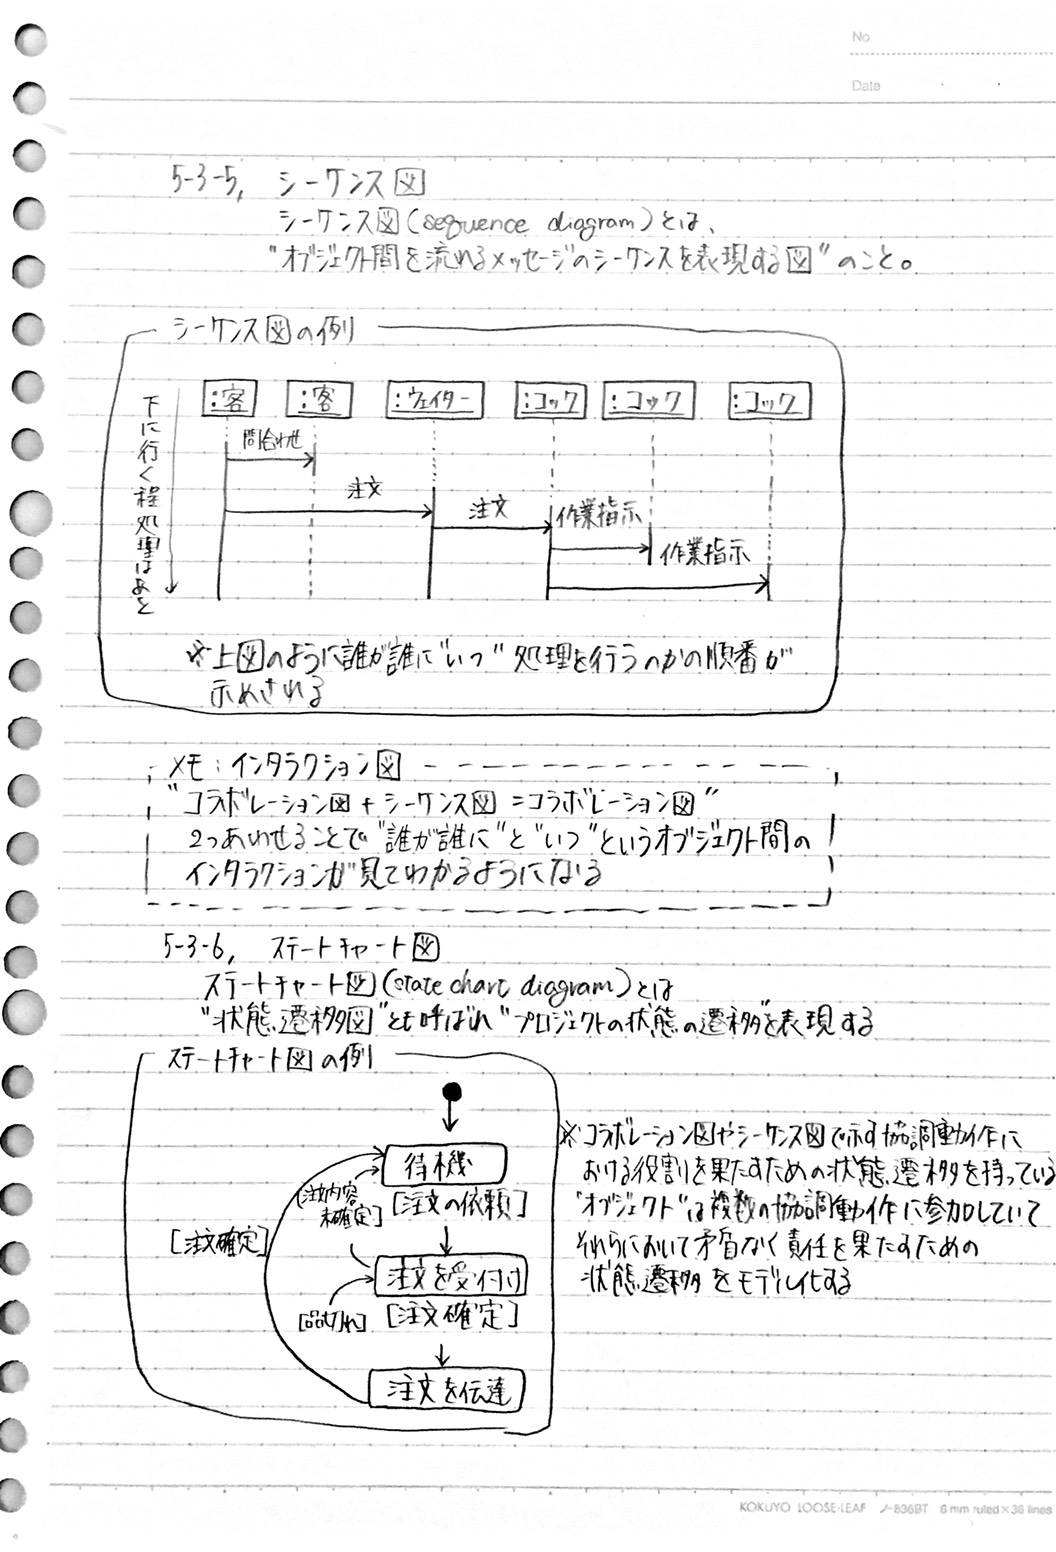 No
Date
5-3-5, シーケンス図
シーケンス図(sequence diagram)とは、
"オブジェクト間を流れるメッセージのシーケンスを表現する図"のこと。
シーケンス図の例
:客 :客 :ウェイター :コック :コック :コック
下に行く程処理はあと
問合わせ
注文
注文
作業指示
作業指示
※上図のように誰が誰に"いつ"処理を行うのかの順番が
示めされる
メモ:インタラクション図
"コラボレーション図+シーケンス図=コラボレーション図"
2つあいせることで"誰が誰に"と"いつ"というオブジェクト間の
インタラクションが見てわかるようになる
5-3-6, ステートチャート図
ステートチャート図(state chart diagram)とは
"状態遷移図"とも呼ばれ"プロジェクトの状態の遷移"を表現する
ステートチャート図の例
待機
[注文内容
未確定]
[注文の依頼]
[注文確定]
注文を受付け
[品切れ]
[注文確定]
注文を伝達
※コラボレーション図やシーケンス図で示す協調動作に
おける役割を果たすための状態遷移を持っている
"オブジェクト"は複数の協調動作に参加していて
それらにおいて矛盾なく責任を果たすための
状態遷移をモデル化する
KOKUYO LOOSE-LEAF ノ-836BT 6 mm ruled×36 lines